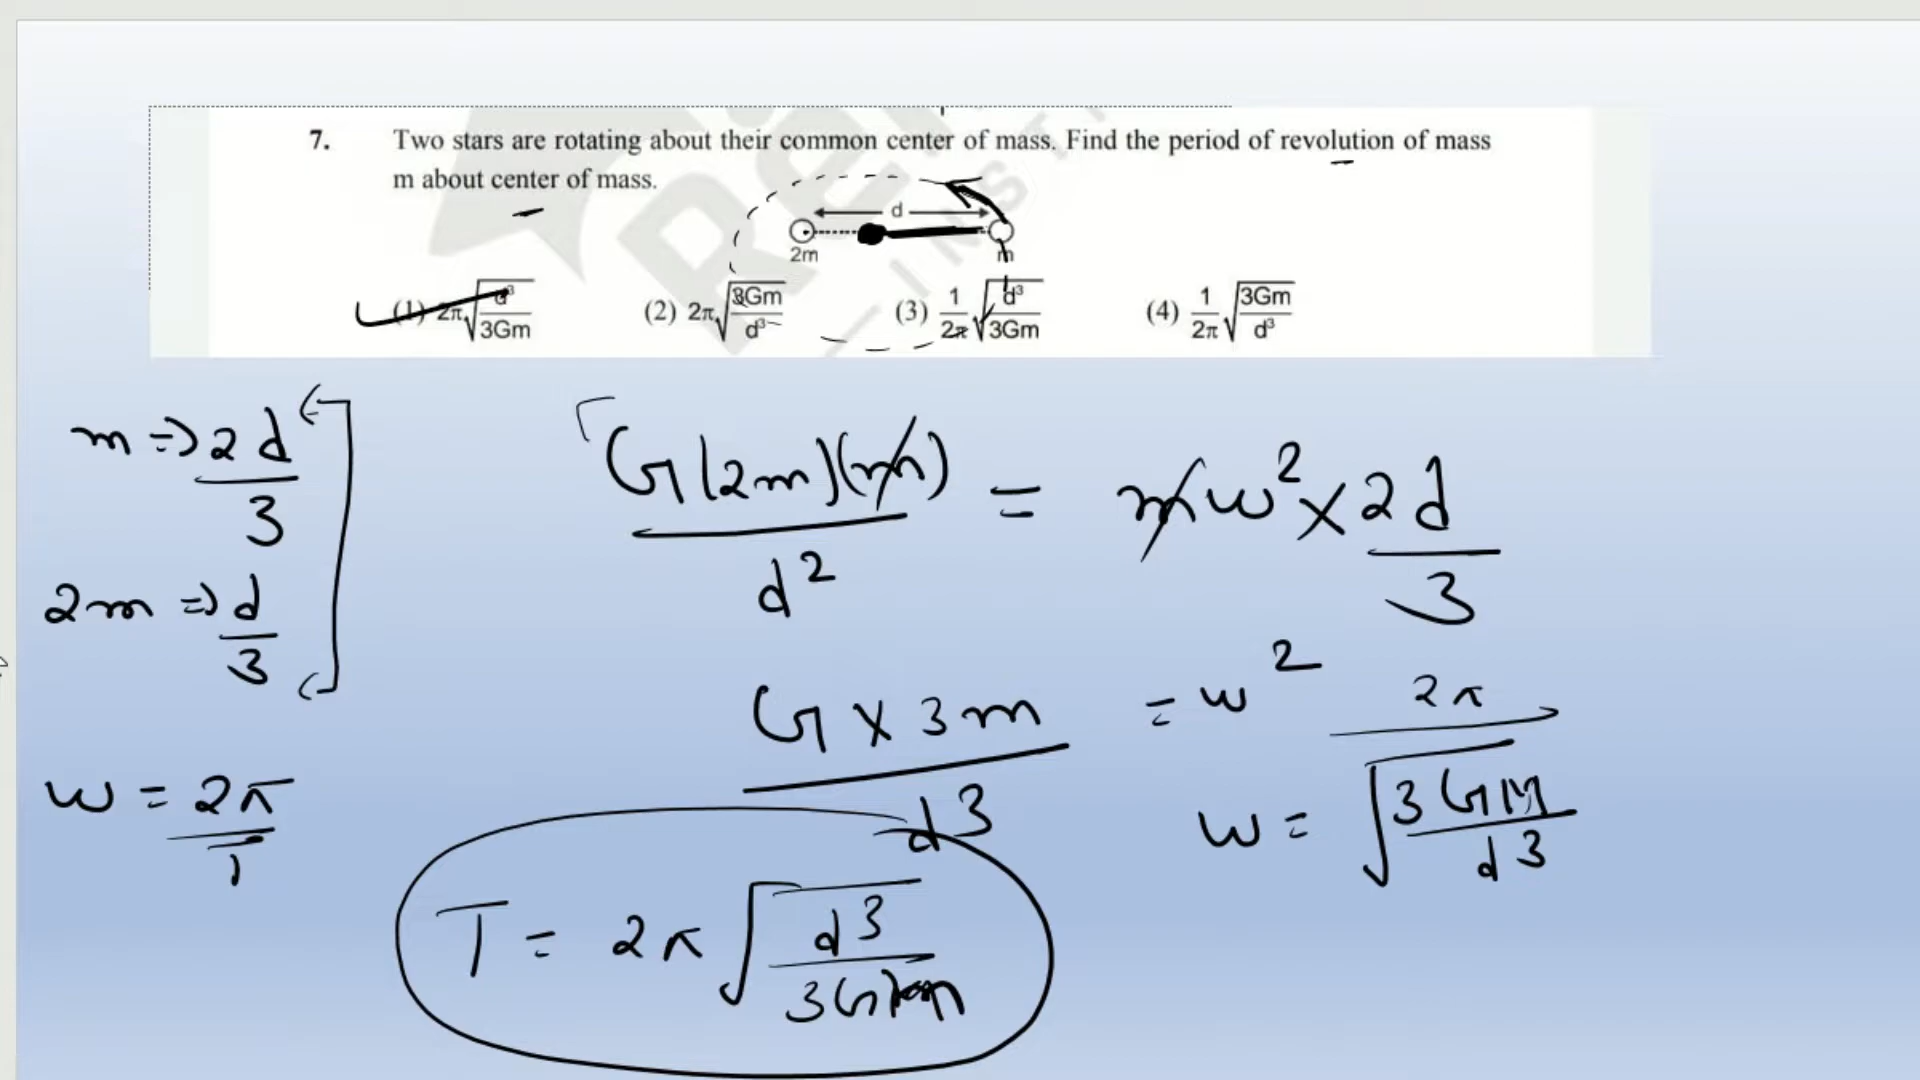 7. Two stars are rotating about their common center of mass. Find the period of revolution of mass
m about center of mass.
d
2m m
(1) 2π√(d³/3Gm) (2) 2π√(3Gm/d³) (3) 1/2π √(d³/3Gm) (4) 1/2π √(3Gm/d³)
m => 2d/3
G(2m)(m)/d² = mw² × 2d/3
2m => d/3
G × 3m/d³ = w²
2π
w = 2π/T
w = √(3GM/d³)
T = 2π√(d³/3Gm)